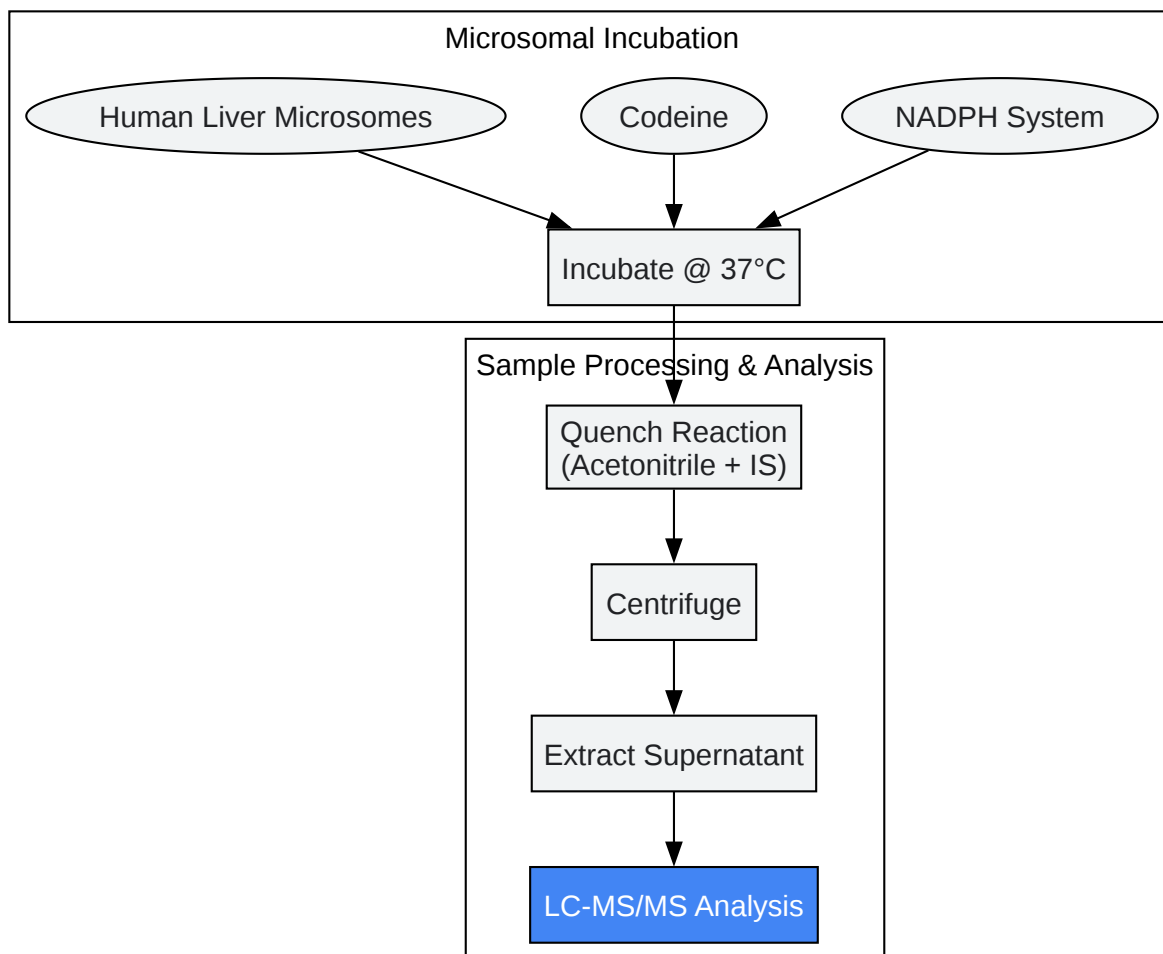 Microsomal Incubation
Human Liver Microsomes
Codeine
NADPH System
Incubate @ 37°C
Sample Processing & Analysis
Quench Reaction
(Acetonitrile + IS)
Centrifuge
Extract Supernatant
LC-MS/MS Analysis